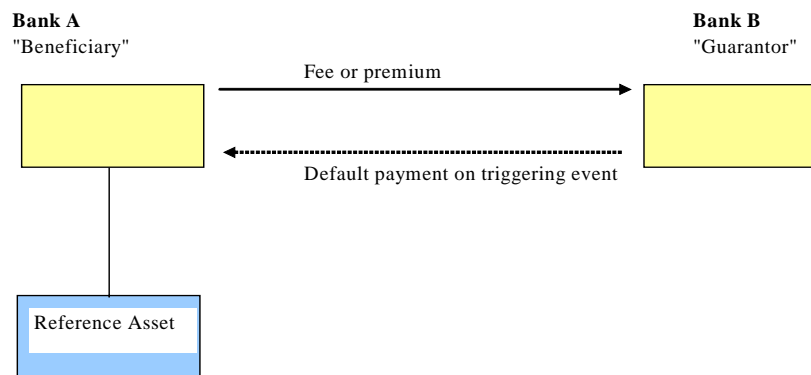 Bank A
"Beneficiary"
Bank B
"Guarantor"
Fee or premium
Default payment on triggering event
Reference Asset